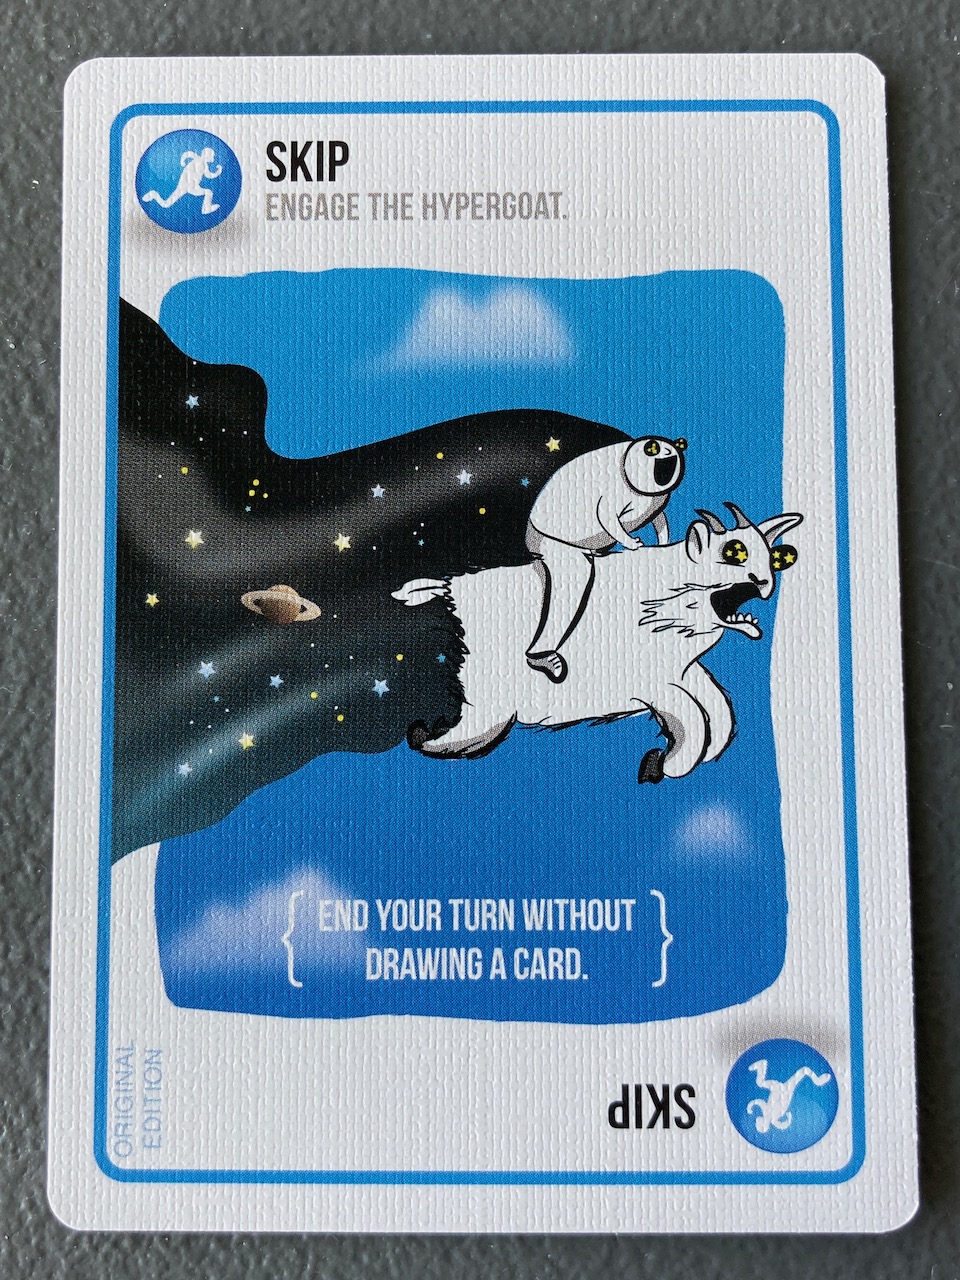 SKIP
ENGAGE THE HYPERGOAT.
{ END YOUR TURN WITHOUT
DRAWING A CARD. }
ORIGINAL
EDITION
SKIP